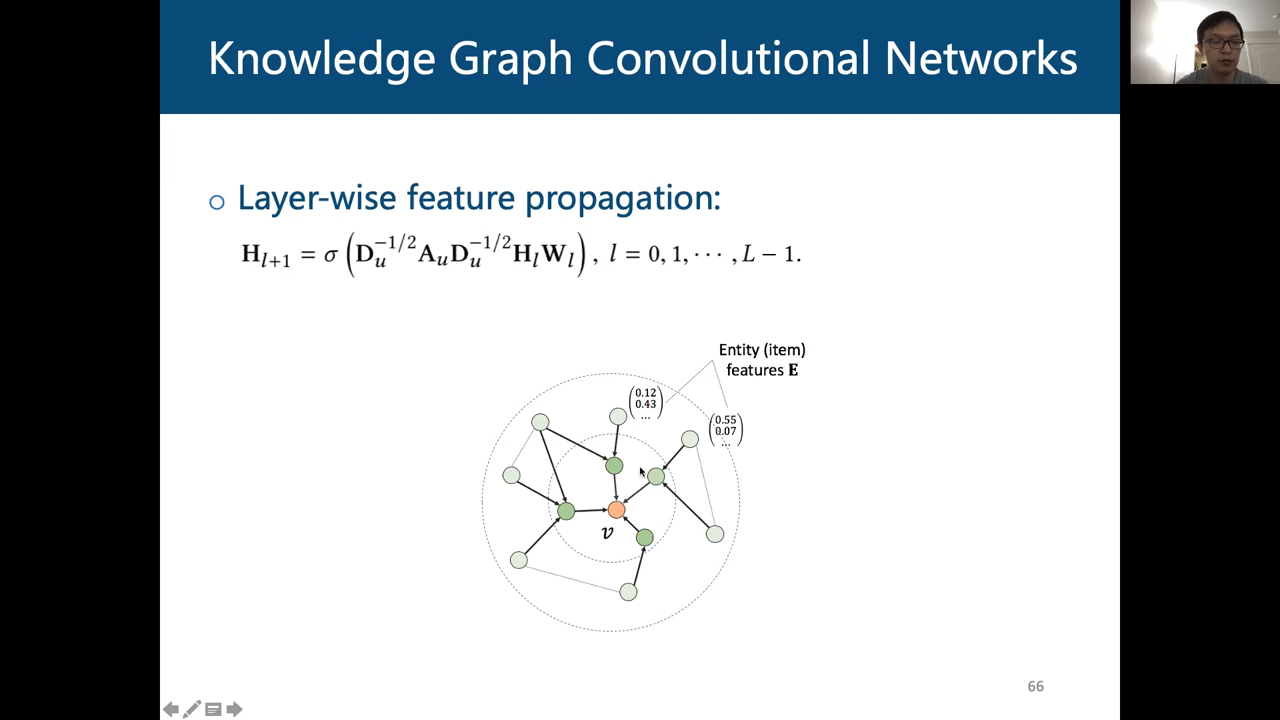 Knowledge Graph Convolutional Networks
Layer-wise feature propagation:
H_{l+1} = σ (D_u^{-1/2} A_u D_u^{-1/2} H_l W_l), l = 0, 1, ⋯ , L − 1.
Entity (item)
features E
0.12
0.43
...
0.55
0.07
...
v
66